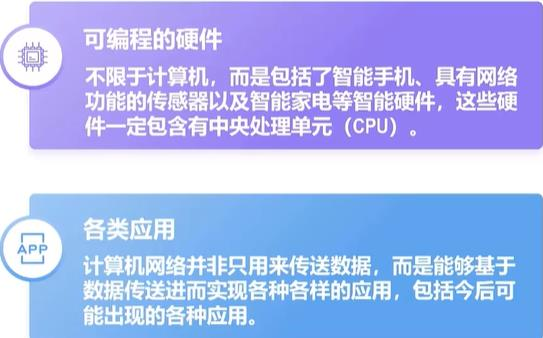 可编程的硬件
不限于计算机，而是包括了智能手机、具有网络
功能的传感器以及智能家电等智能硬件，这些硬
件一定包含有中央处理单元（CPU）。
各类应用
APP
计算机网络并非只用来传送数据，而是能够基于
数据传送进而实现各种各样的应用，包括今后可
能出现的各种应用。